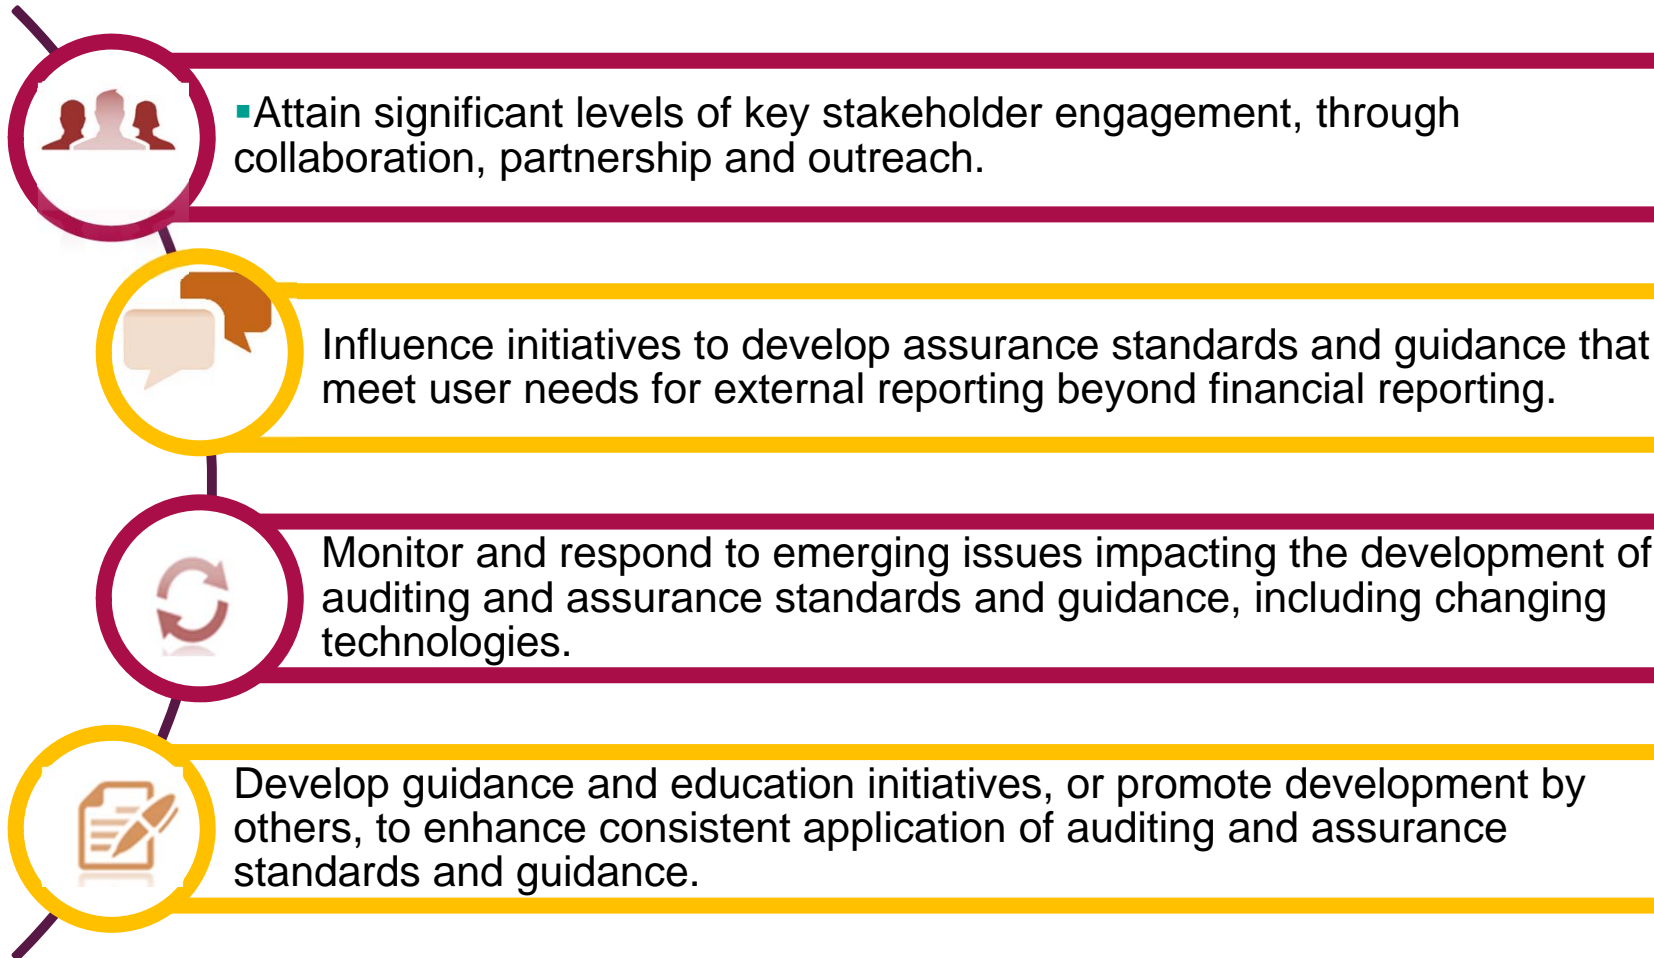 ▪Attain significant levels of key stakeholder engagement, through
collaboration, partnership and outreach.
Influence initiatives to develop assurance standards and guidance that
meet user needs for external reporting beyond financial reporting.
Monitor and respond to emerging issues impacting the development of
auditing and assurance standards and guidance, including changing
technologies.
Develop guidance and education initiatives, or promote development by
others, to enhance consistent application of auditing and assurance
standards and guidance.